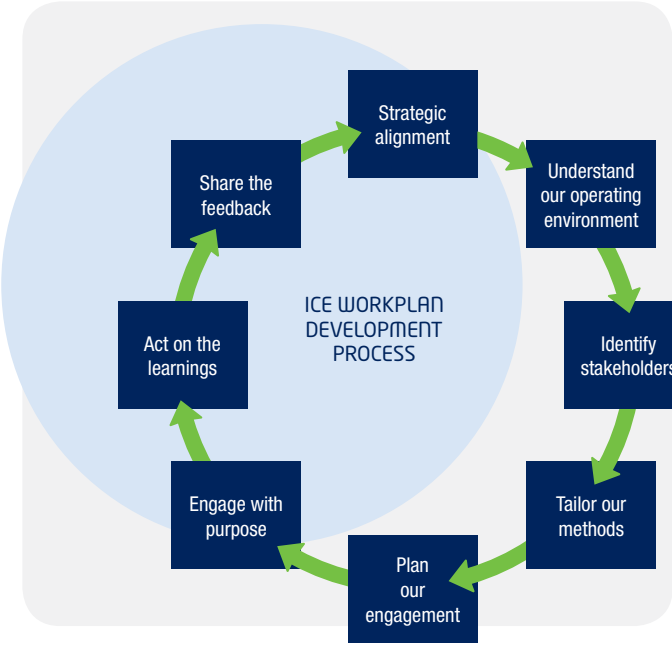 Strategic
alignment
Understand
our operating
environment
Identify
stakeholders
Tailor our
methods
Plan
our
engagement
Engage with
purpose
Act on the
learnings
Share the
feedback
ICE WORKPLAN
DEVELOPMENT
PROCESS